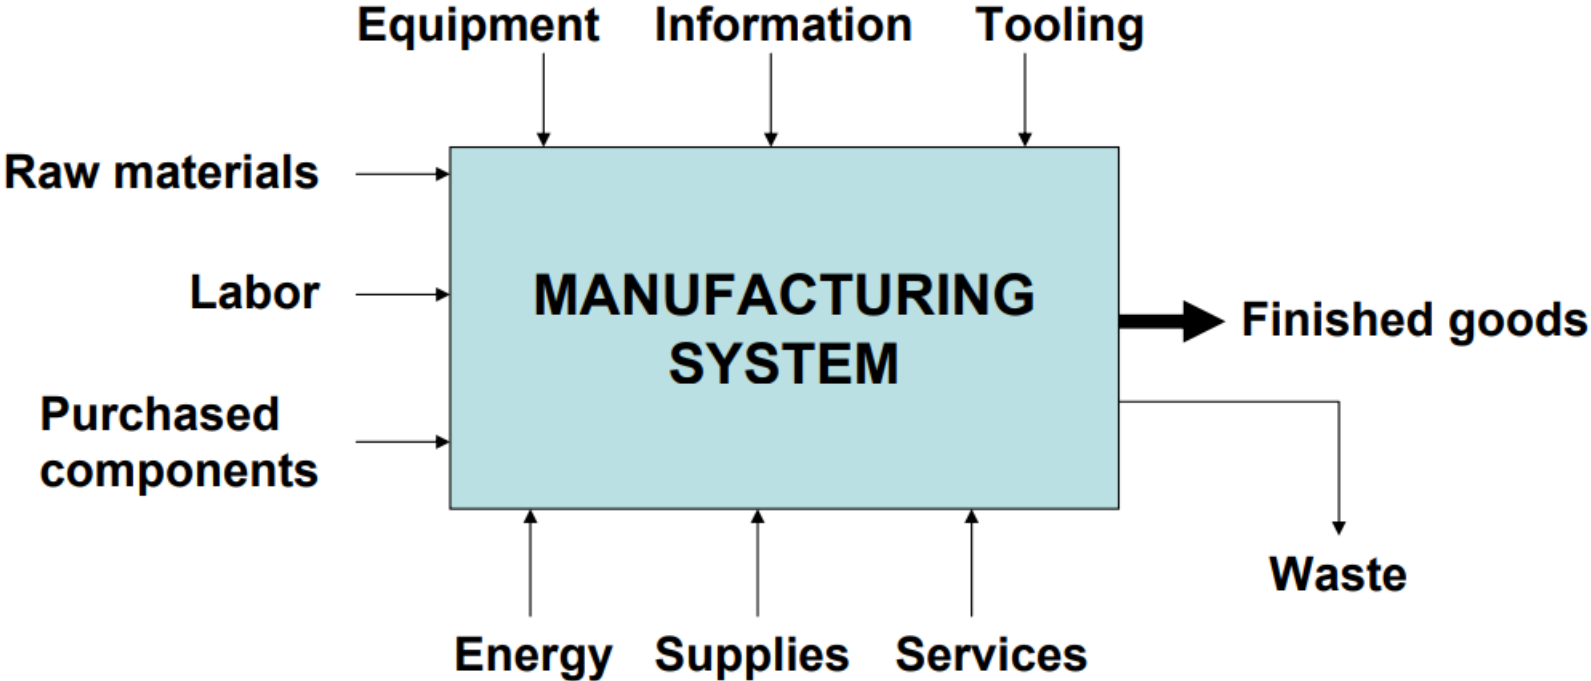 Equipment
Information
Tooling
Raw materials
Labor
Purchased
components
MANUFACTURING
SYSTEM
Finished goods
Waste
Energy
Supplies
Services